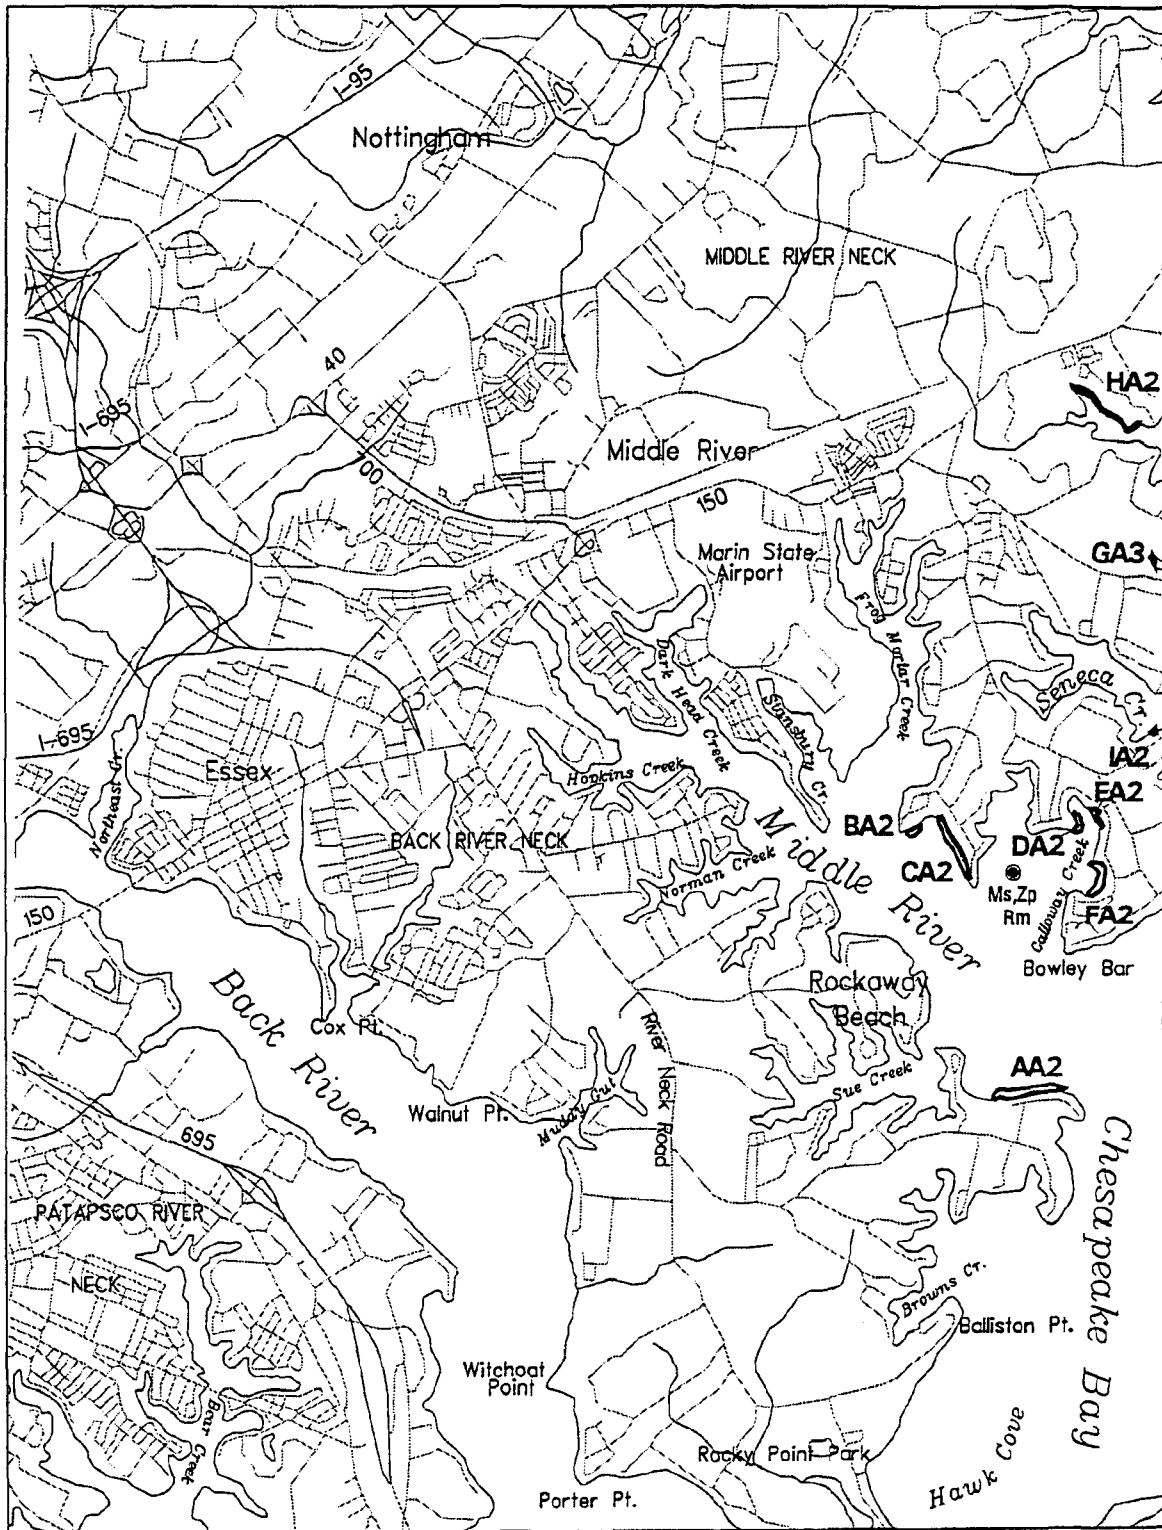 I-95
Nottingham
MIDDLE RIVER NECK
40
HA2
I-695
Middle River
700
150
Marin State
Airport
GA3
Frog Mortar Creek
Dark Head Creek
Seneca Cr.
Stansbury Cr.
I-695
IA2
Essex
Hopkins Creek
EA2
Northeast Cr.
BACK RIVER NECK
Middle River
BA2
DA2
Norman Creek
CA2
Ms,Zp
Rm
Calloway Creek
FA2
150
Bowley Bar
Back River
Rockaway
Beach
Cox Pt.
River Neck Road
AA2
Sue Creek
Walnut Pt.
Muddy Gut
695
Chesapeake Bay
PATAPSCO RIVER
NECK
Browns Cr.
Balliston Pt.
Witchoat
Point
Bear Creek
Rocky Point Park
Hawk Cove
Porter Pt.